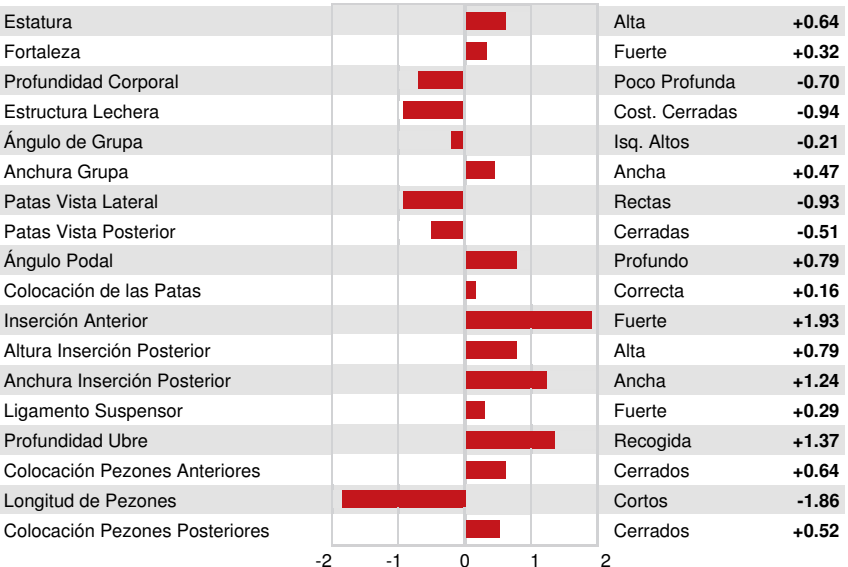 Estatura Alta +0.64
Fortaleza Fuerte +0.32
Profundidad Corporal Poco Profunda -0.70
Estructura Lechera Cost. Cerradas -0.94
Ángulo de Grupa Isq. Altos -0.21
Anchura Grupa Ancha +0.47
Patas Vista Lateral Rectas -0.93
Patas Vista Posterior Cerradas -0.51
Ángulo Podal Profundo +0.79
Colocación de las Patas Correcta +0.16
Inserción Anterior Fuerte +1.93
Altura Inserción Posterior Alta +0.79
Anchura Inserción Posterior Ancha +1.24
Ligamento Suspensor Fuerte +0.29
Profundidad Ubre Recogida +1.37
Colocación Pezones Anteriores Cerrados +0.64
Longitud de Pezones Cortos -1.86
Colocación Pezones Posteriores Cerrados +0.52
-2 -1 0 1 2